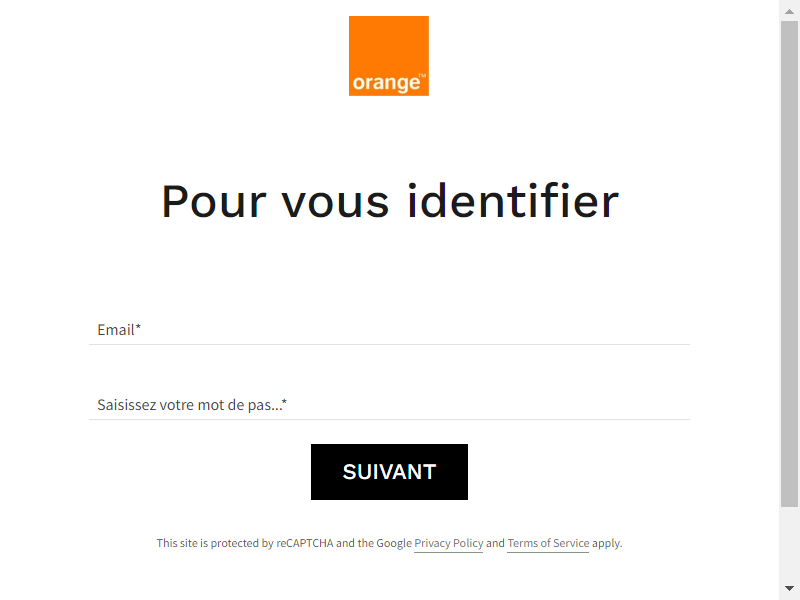 orange™
Pour vous identifier
Email*
Saisissez votre mot de pas...*
SUIVANT
This site is protected by reCAPTCHA and the Google Privacy Policy and Terms of Service apply.